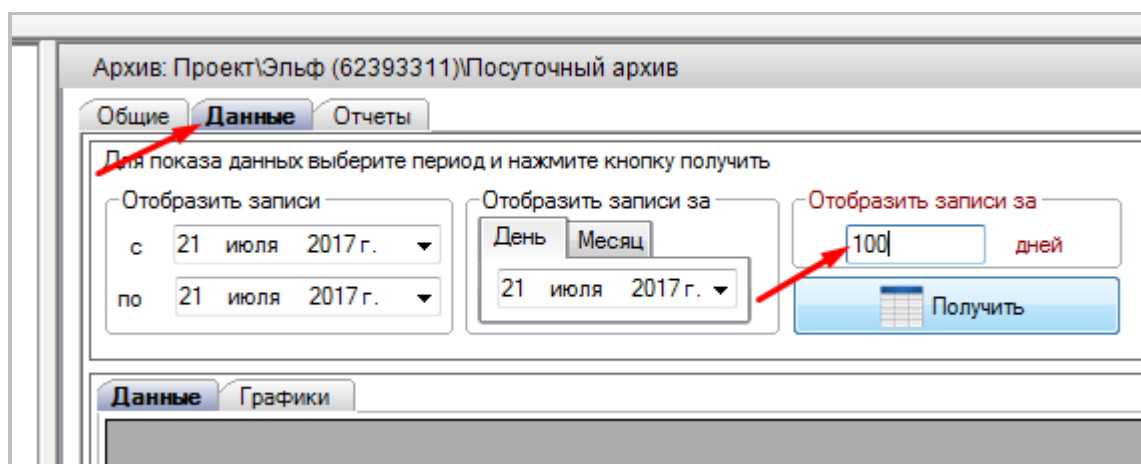 Архив: Проект\Эльф (62393311)\Посуточный архив
Общие Данные Отчеты
Для показа данных выберите период и нажмите кнопку получить
Отобразить записи
с 21 июля 2017 г.
по 21 июля 2017 г.
Отобразить записи за
День Месяц
21 июля 2017 г.
Отобразить записи за
100 дней
Получить
Данные Графики